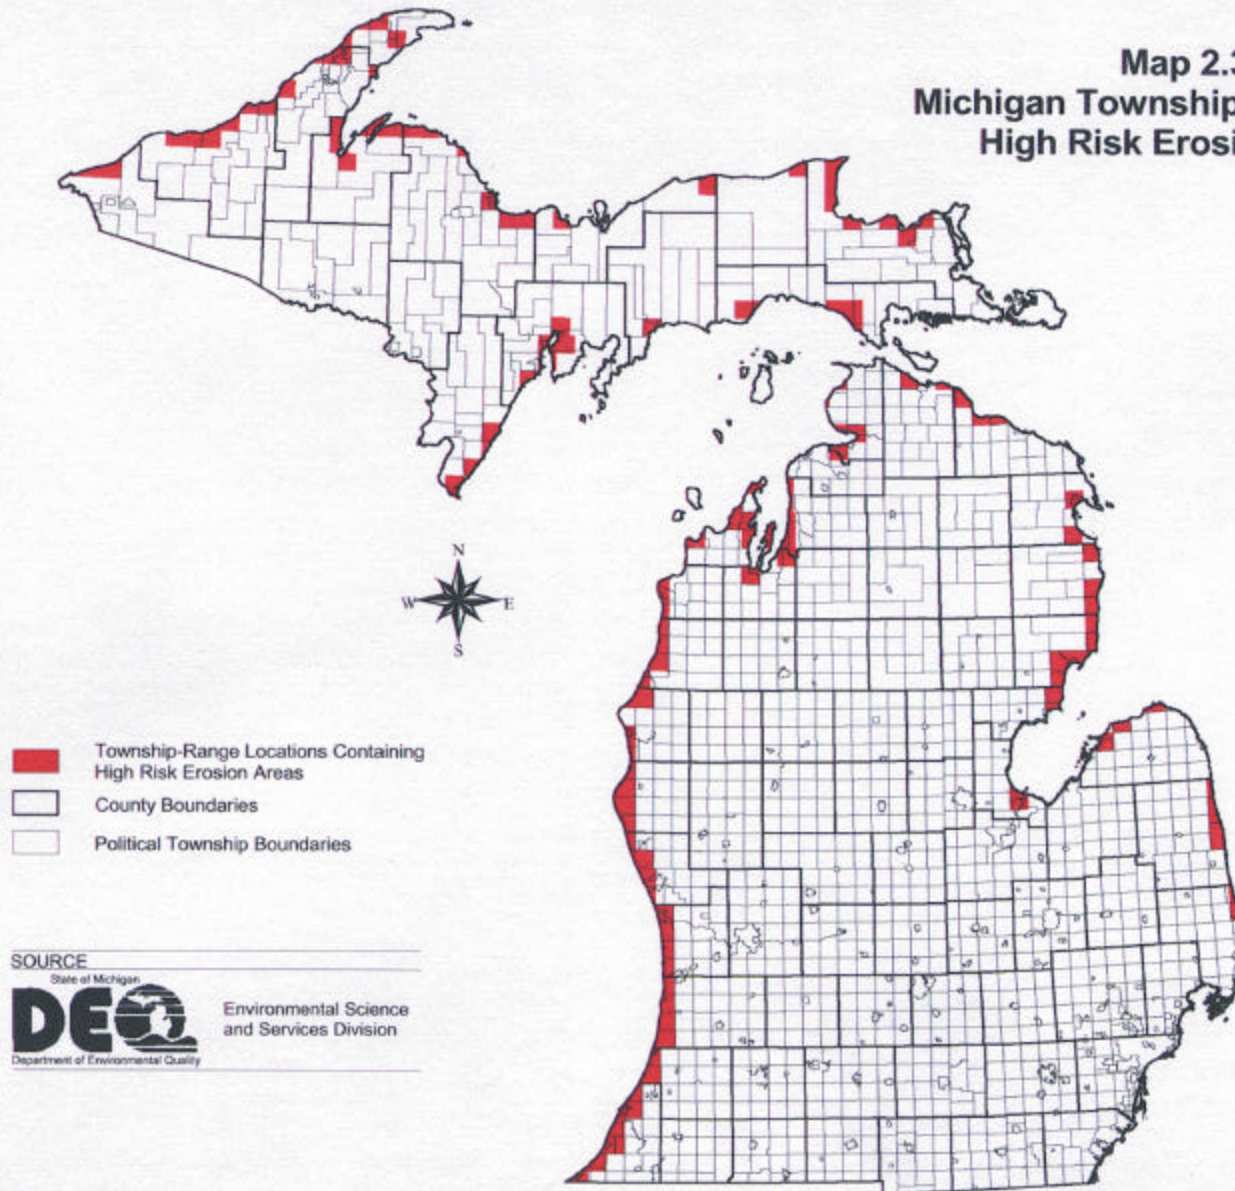 Map 2.3
Michigan Township
High Risk Erosi
N
W E
S
Township-Range Locations Containing
High Risk Erosion Areas
County Boundaries
Political Township Boundaries
SOURCE
State of Michigan
DEQ
Department of Environmental Quality
Environmental Science
and Services Division